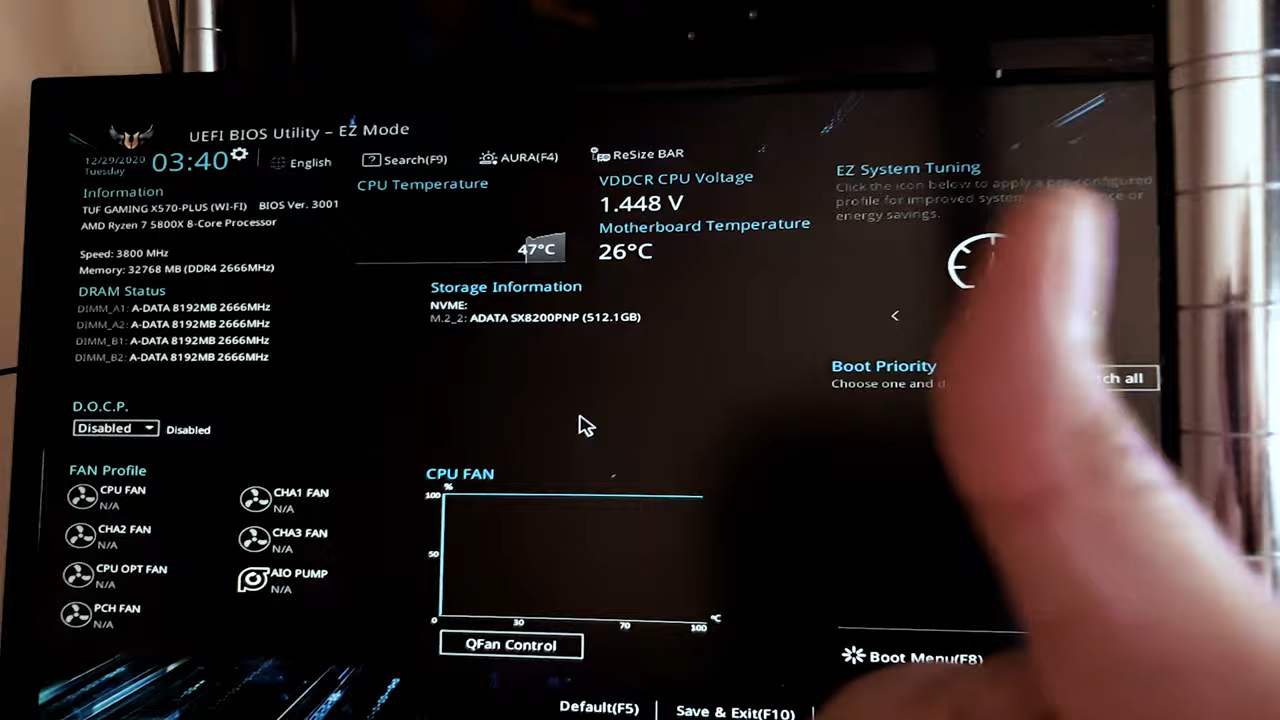 UEFI BIOS Utility – EZ Mode
12/29/2020
Tuesday
03:40
English
Search(F9)
AURA(F4)
ReSize BAR
Information
TUF GAMING X570-PLUS (WI-FI) BIOS Ver. 3001
AMD Ryzen 7 5800X 8-Core Processor
Speed: 3800 MHz
Memory: 32768 MB (DDR4 2666MHz)
DRAM Status
DIMM_A1: A-DATA 8192MB 2666MHz
DIMM_A2: A-DATA 8192MB 2666MHz
DIMM_B1: A-DATA 8192MB 2666MHz
DIMM_B2: A-DATA 8192MB 2666MHz
D.O.C.P.
Disabled
Disabled
FAN Profile
CPU FAN
N/A
CHA1 FAN
N/A
CHA2 FAN
N/A
CHA3 FAN
N/A
CPU OPT FAN
N/A
AIO PUMP
N/A
PCH FAN
N/A
CPU Temperature
47°C
VDDCR CPU Voltage
1.448 V
Motherboard Temperature
26°C
Storage Information
NVME:
M.2_2: ADATA SX8200PNP (512.1GB)
CPU FAN
%
100
50
0
30
70
100
°C
QFan Control
EZ System Tuning
Click the icon below to apply a pre-configured
profile for improved system or
energy savings.
Boot Priority
Choose one and
all
Boot Menu(F8)
Default(F5)
Save & Exit(F10)